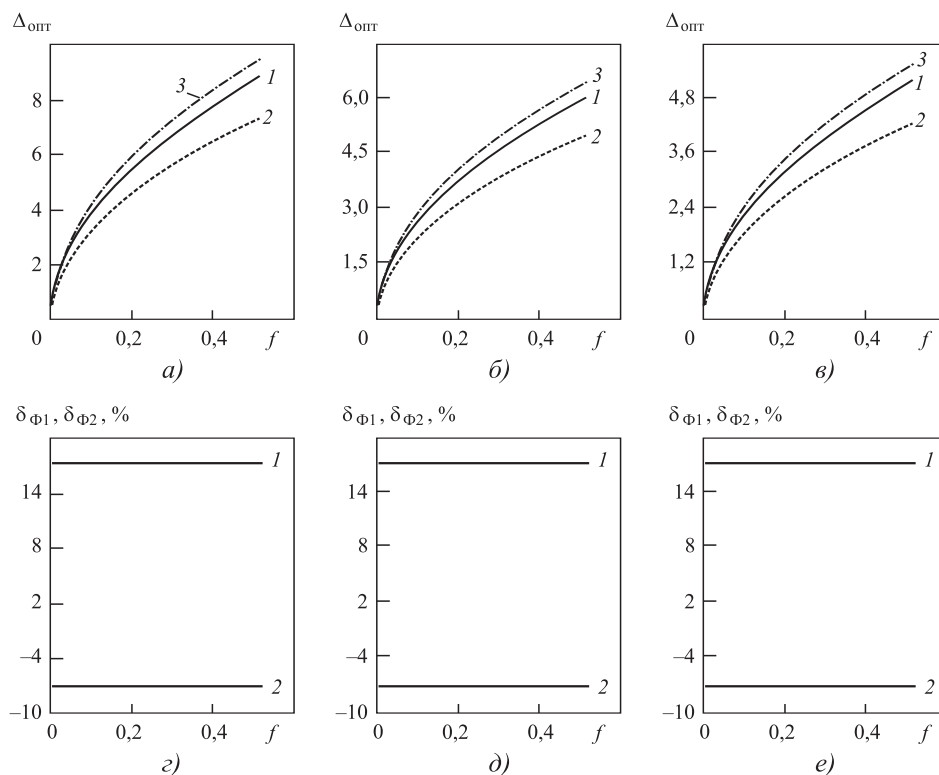 Δопт Δопт Δопт
8 6 4 2 0 0,2 0,4 f 3 1 2
6,0 4,5 3,0 1,5 0 0,2 0,4 f 3 1 2
4,8 3,6 2,4 1,2 0 0,2 0,4 f 3 1 2
а) б) в)
δФ1, δФ2, % δФ1, δФ2, % δФ1, δФ2, %
14 8 2 –4 –10 0 0,2 0,4 f 1 2
14 8 2 –4 –10 0 0,2 0,4 f 1 2
14 8 2 –4 –10 0 0,2 0,4 f 1 2
г) д) е)